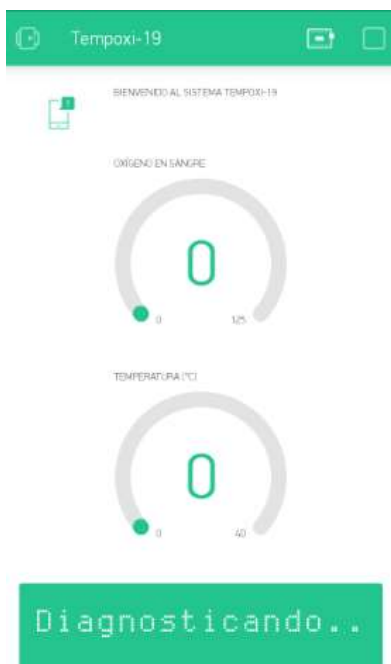 Tempoxi-19
BIENVENIDO AL SISTEMA TEMPOXI-19
OXÍGENO EN SANGRE
0
0 125
TEMPERATURA (°C)
0
0 40
Diagnosticando..